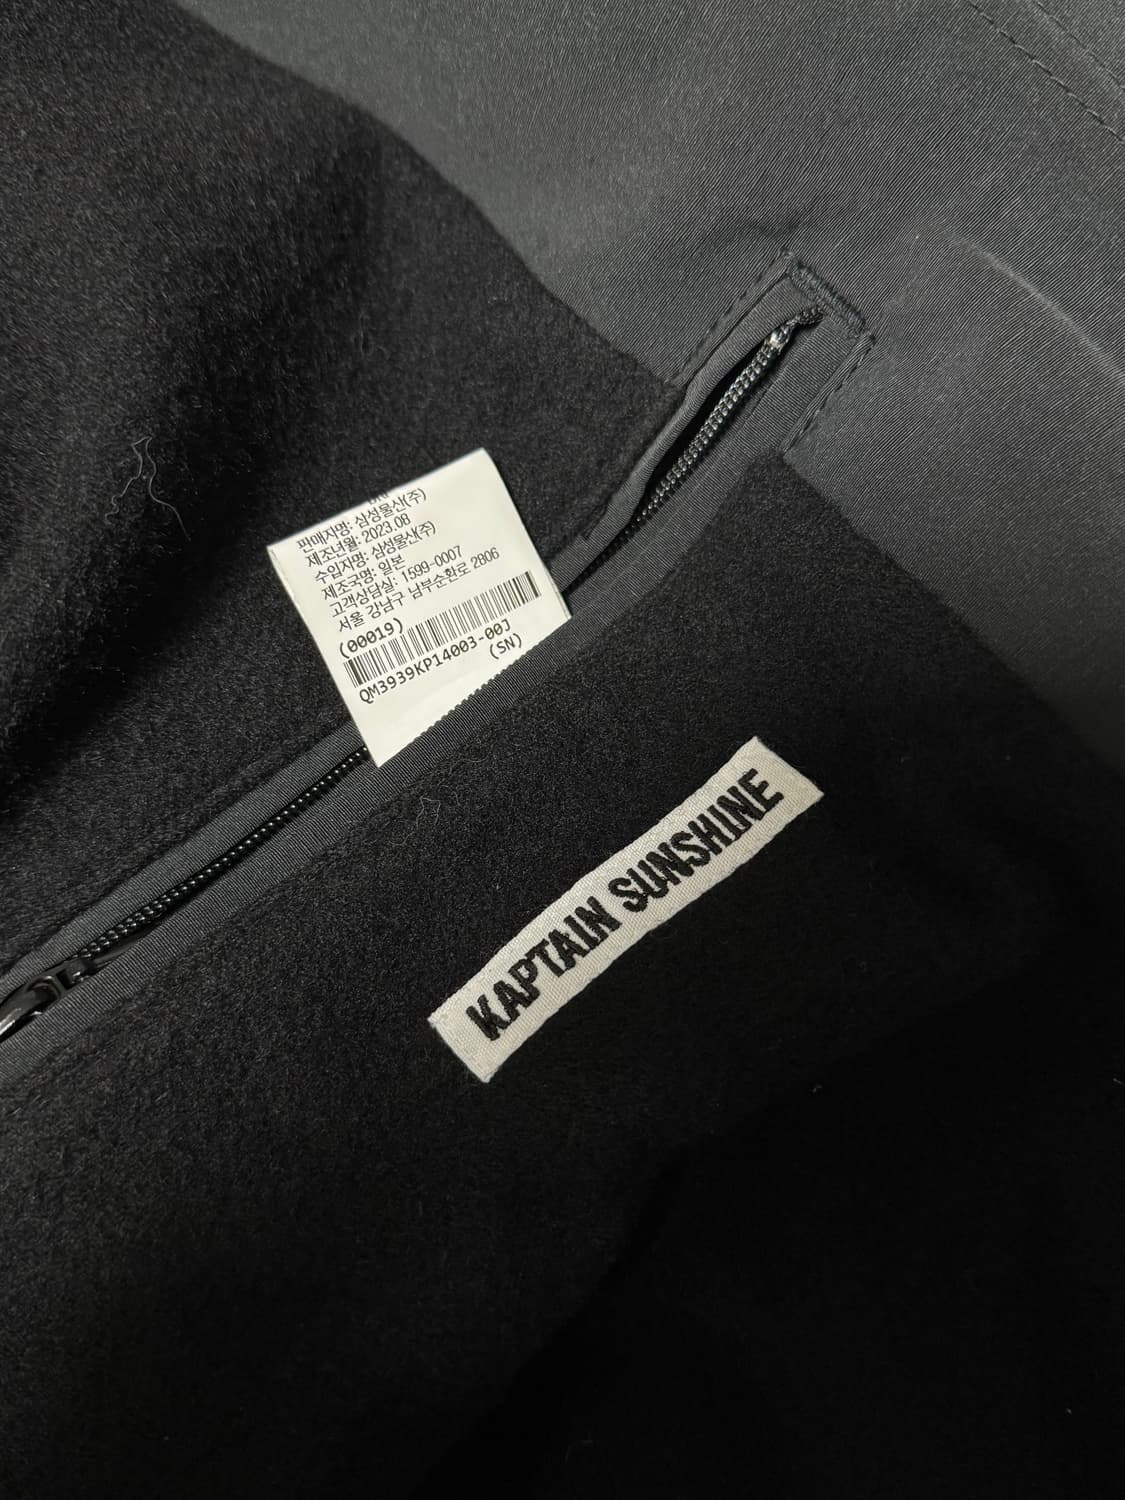 판매자명: 삼성물산(주)
제조년월: 2023.08
수입자명: 삼성물산(주)
제조국명: 일본
고객상담실: 1599-0007
서울 강남구 남부순환로 2806
(00019)
QM3939KP14003-00J
(SN)
KAPTAIN SUNSHINE